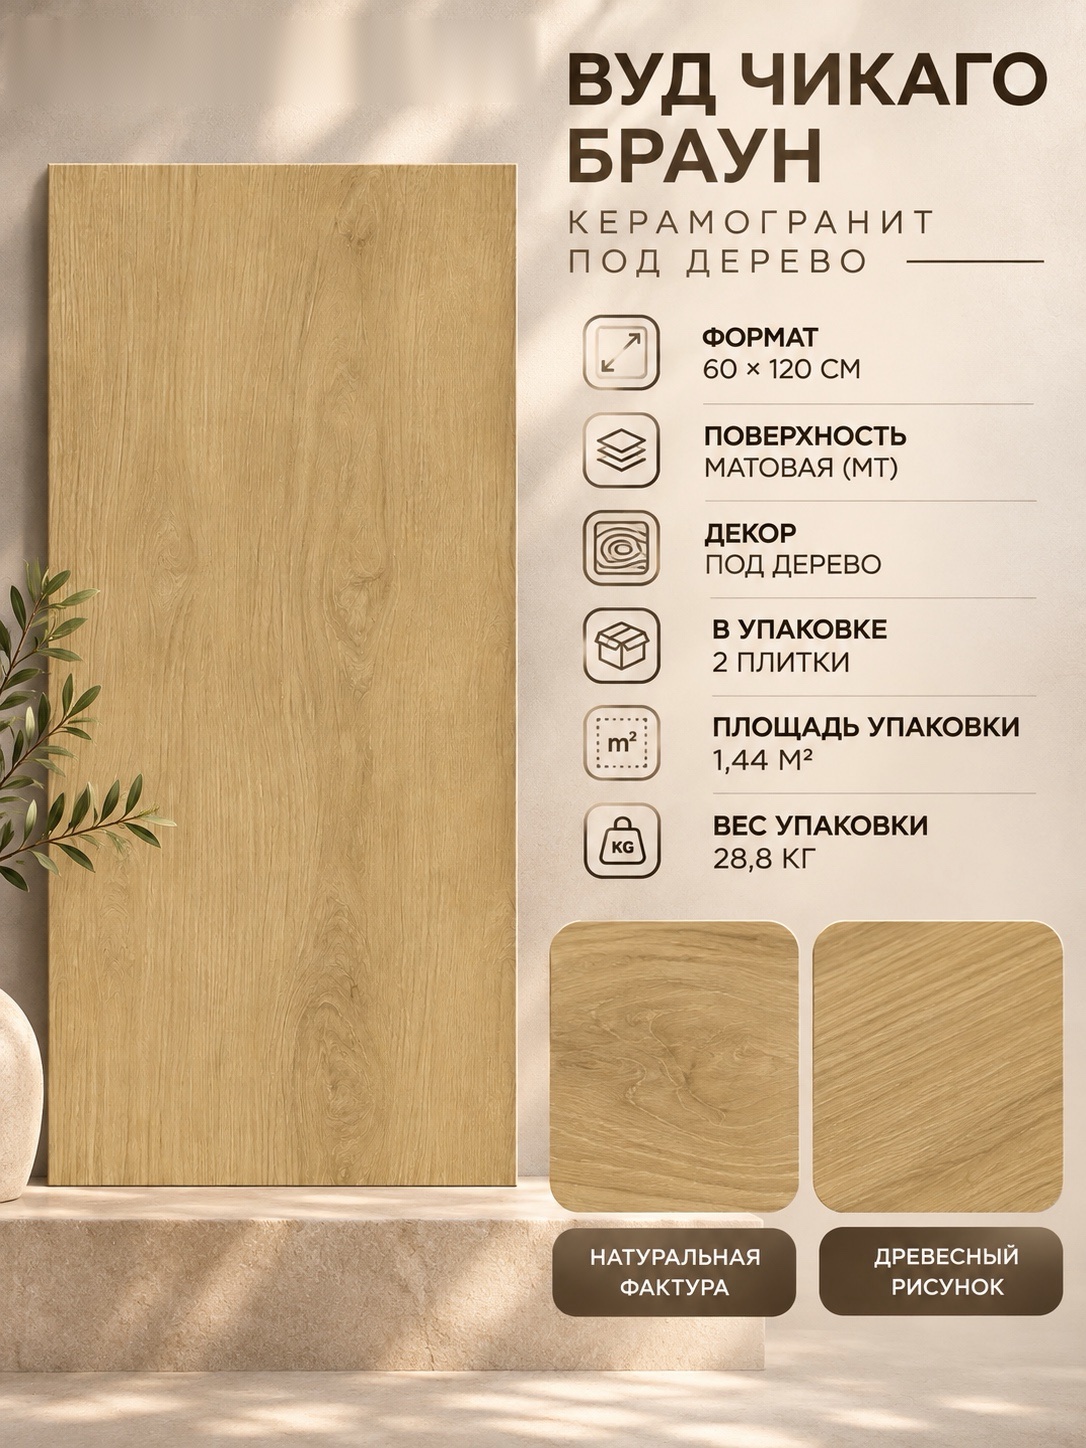 ВУД ЧИКАГО
БРАУН
КЕРАМОГРАНИТ
ПОД ДЕРЕВО
ФОРМАТ
60 × 120 СМ
ПОВЕРХНОСТЬ
МАТОВАЯ (МТ)
ДЕКОР
ПОД ДЕРЕВО
В УПАКОВКЕ
2 ПЛИТКИ
m²
ПЛОЩАДЬ УПАКОВКИ
1,44 М²
KG
ВЕС УПАКОВКИ
28,8 КГ
НАТУРАЛЬНАЯ
ФАКТУРА
ДРЕВЕСНЫЙ
РИСУНОК